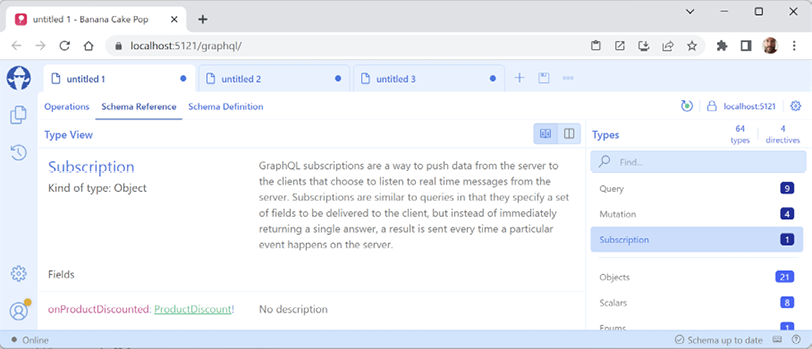 untitled 1 - Banana Cake Pop
localhost:5121/graphql/
untitled 1
untitled 2
untitled 3
Operations
Schema Reference
Schema Definition
localhost:5121
Type View
Types
64 types
4 directives
Subscription
Kind of type: Object
GraphQL subscriptions are a way to push data from the server to
the clients that choose to listen to real time messages from the
server. Subscriptions are similar to queries in that they specify a set
of fields to be delivered to the client, but instead of immediately
returning a single answer, a result is sent every time a particular
event happens on the server.
Find...
Query 9
Mutation 4
Subscription 1
Objects 21
Scalars 8
Enums 1
Fields
onProductDiscounted: ProductDiscount!
No description
Online
Schema up to date